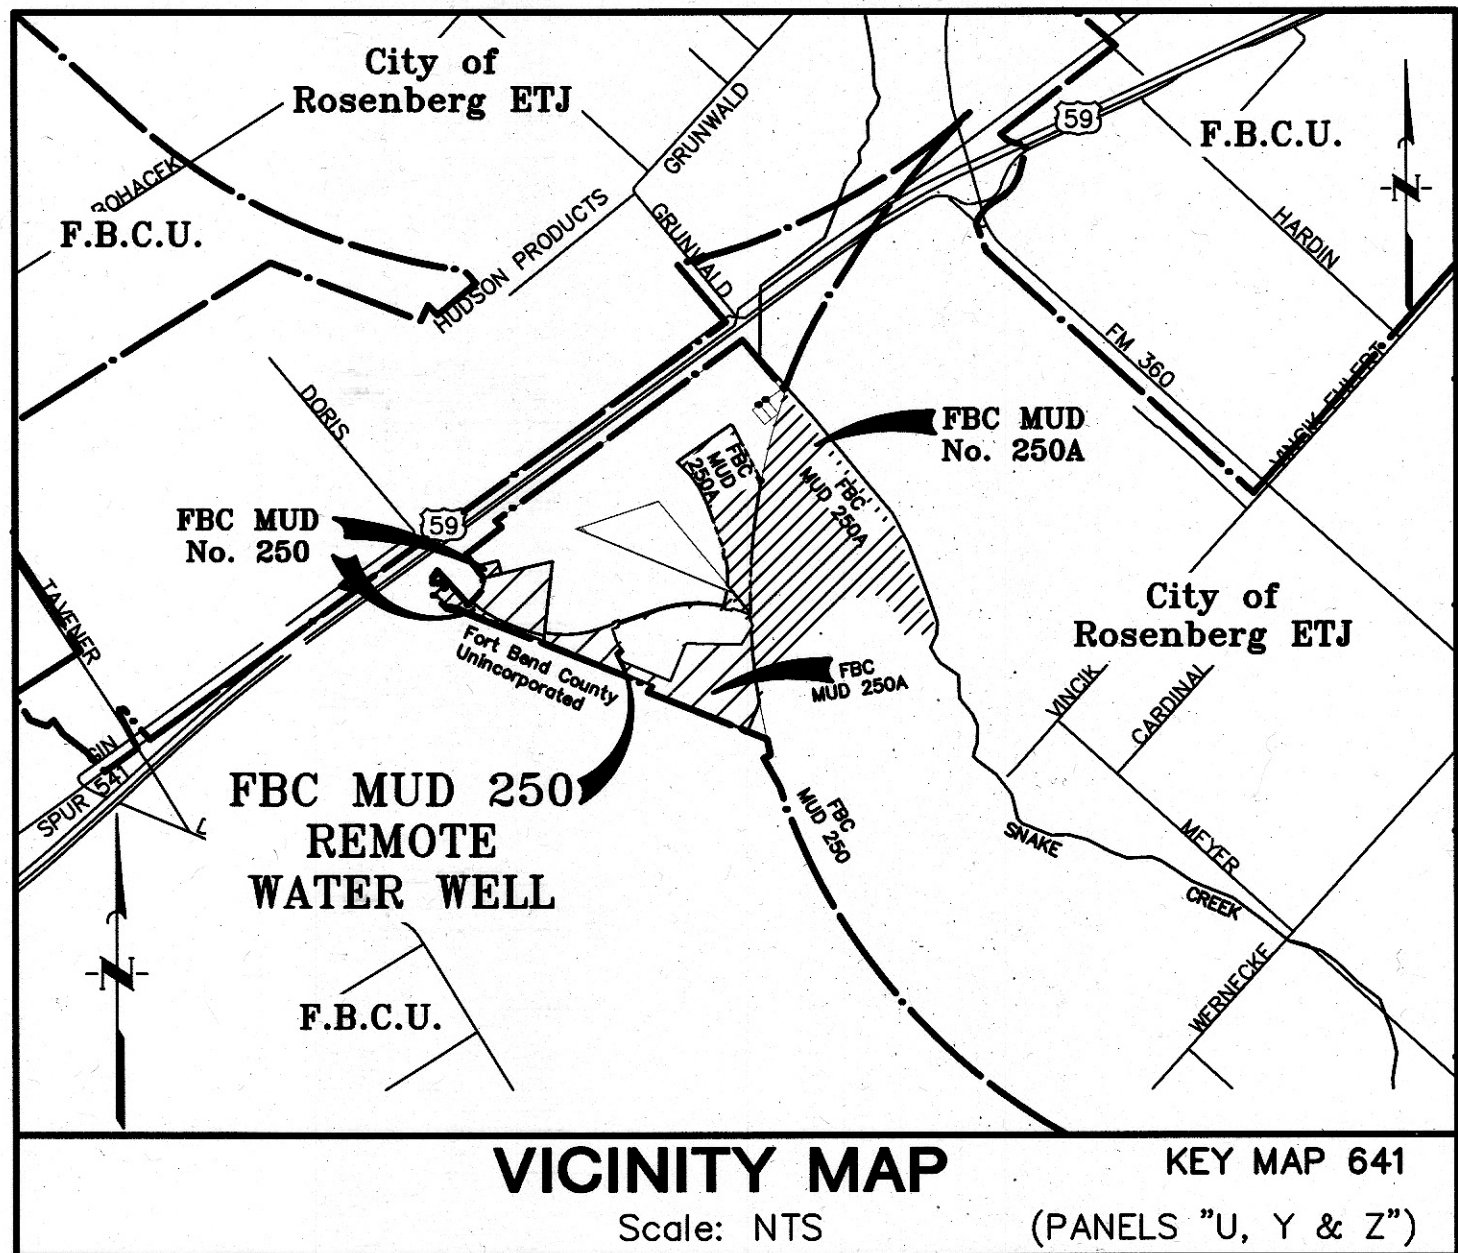 City of
Rosenberg ETJ
GRUNWALD
59
F.B.C.U.
N
BOHACEK
F.B.C.U.
HUDSON PRODUCTS
GRUNWALD
HARDIN
FM 360
DORIS
FBC MUD
No. 250A
FBC
MUD
250A
FBC
MUD 250A
FBC MUD
No. 250
59
TAVENER
City of
Rosenberg ETJ
Fort Bend County
Unincorporated
FBC
MUD 250A
VINCIK
CARDINAL
GIN
SPUR 541
FBC MUD 250
REMOTE
WATER WELL
FBC
MUD 250
SNAKE
CREEK
MEYER
WERNECKE
N
F.B.C.U.
VICINITY MAP
Scale: NTS
KEY MAP 641
(PANELS "U, Y & Z")